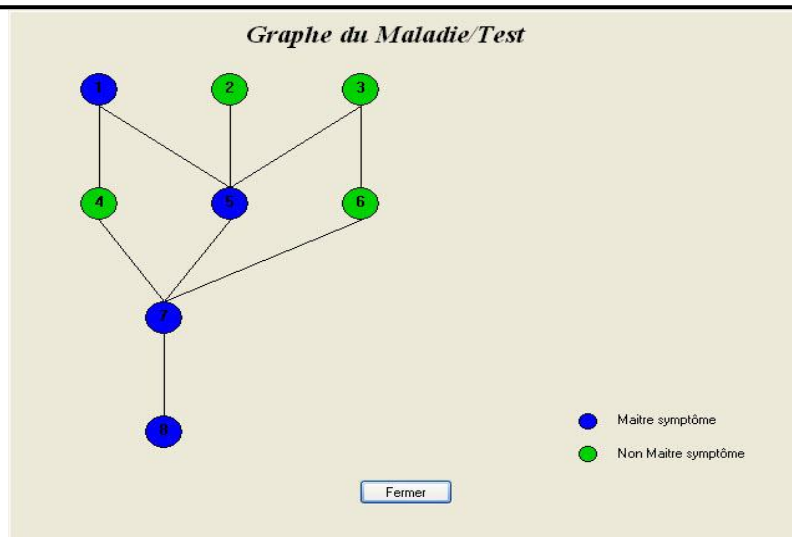 Graphe du Maladie/Test
1 2 3
4 5 6
7
8
Maitre symptôme
Non Maitre symptôme
Fermer